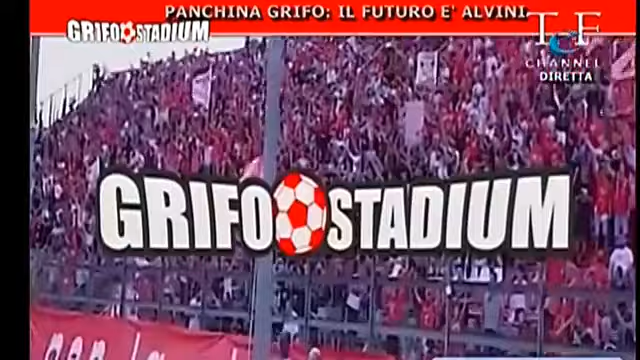 PANCHINA GRIFO: IL FUTURO E' ALVINI
GRIFO STADIUM
TEF
CHANNEL
DIRETTA
GRIFO STADIUM